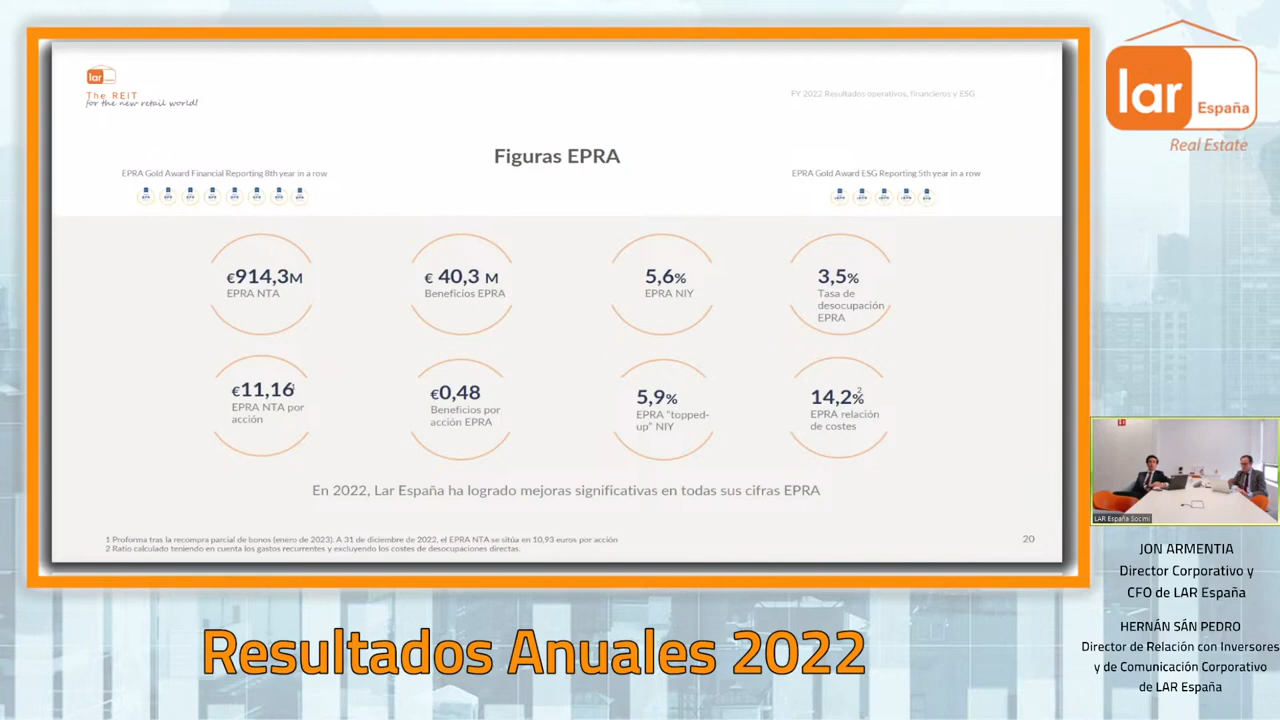 lar
The REIT
for the new retail world!
FY 2022 Resultados operativos, financieros y ESG
Figuras EPRA
EPRA Gold Award Financial Reporting 8th year in a row
EPRA Gold Award ESG Reporting 5th year in a row
€914,3M
EPRA NTA
€ 40,3 M
Beneficios EPRA
5,6%
EPRA NIY
3,5%
Tasa de
desocupación
EPRA
€11,16¹
EPRA NTA por
acción
€0,48
Beneficios por
acción EPRA
5,9%
EPRA "topped-
up" NIY
14,2%²
EPRA relación
de costes
En 2022, Lar España ha logrado mejoras significativas en todas sus cifras EPRA
1 Proforma tras la recompra parcial de bonos (enero de 2023). A 31 de diciembre de 2022, el EPRA NTA se sitúa en 10,93 euros por acción
2 Ratio calculado teniendo en cuenta los gastos recurrentes y excluyendo los costes de desocupaciones directas.
20
lar
España
Real Estate
LAR España Socimi
JON ARMENTIA
Director Corporativo y
CFO de LAR España
HERNÁN SÁN PEDRO
Director de Relación con Inversores
y de Comunicación Corporativo
de LAR España
Resultados Anuales 2022